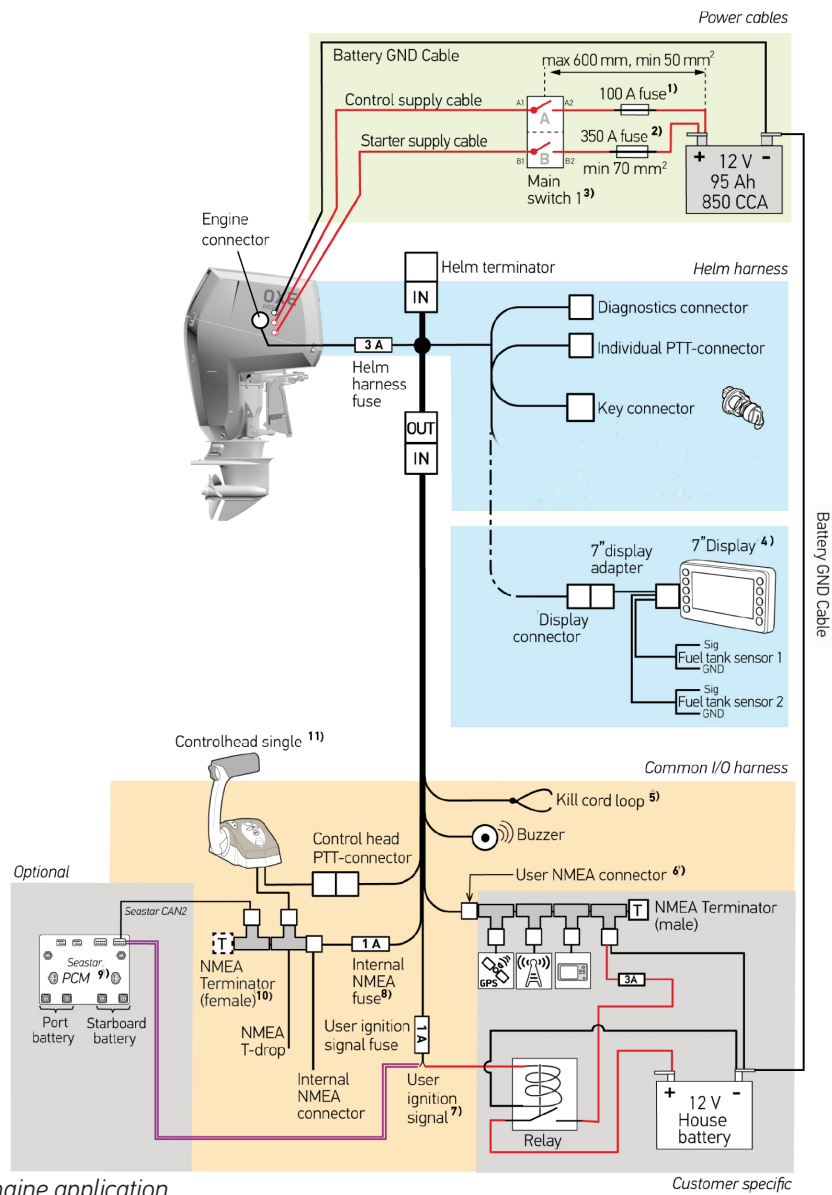 Power cables
Battery GND Cable
max 600 mm, min 50 mm²
Control supply cable
A1
A2
A
100 A fuse 1)
Starter supply cable
B1
B2
B
350 A fuse 2)
min 70 mm²
Main
switch 1 3)
+ 12 V -
95 Ah
850 CCA
Engine
connector
OXE
Helm terminator
IN
Helm harness
Diagnostics connector
3 A
Individual PTT-connector
Helm
harness
fuse
Key connector
OUT
IN
Battery GND Cable
7" display
adapter
7" Display 4)
Display
connector
Sig
Fuel tank sensor 1
GND
Sig
Fuel tank sensor 2
GND
Controlhead single 11)
Common I/O harness
Kill cord loop 5)
Buzzer
Control head
PTT-connector
Optional
User NMEA connector 6)
Seastar CAN2
T
NMEA Terminator
(male)
T
1 A
Seastar
PCM 9)
NMEA
Terminator
(female) 10)
Internal
NMEA
fuse 8)
GPS
3A
Port
battery
Starboard
battery
NMEA
T-drop
User ignition
signal fuse
1 A
Internal
NMEA
connector
User
ignition
signal 7)
Relay
+ 12 V -
House
battery
Customer specific
ngine application